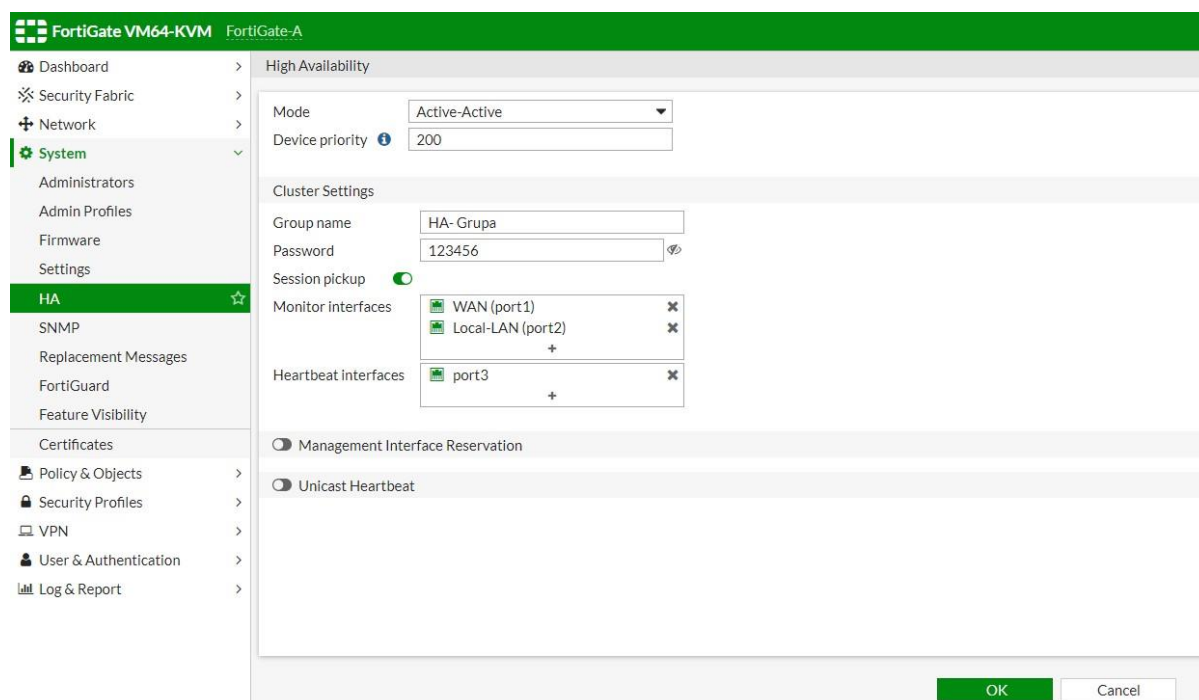 FortiGate VM64-KVM FortiGate-A
Dashboard
Security Fabric
Network
System
Administrators
Admin Profiles
Firmware
Settings
HA
SNMP
Replacement Messages
FortiGuard
Feature Visibility
Certificates
Policy & Objects
Security Profiles
VPN
User & Authentication
Log & Report
High Availability
Mode Active-Active
Device priority 200
Cluster Settings
Group name HA- Grupa
Password 123456
Session pickup
Monitor interfaces WAN (port1)
Local-LAN (port2)
+
Heartbeat interfaces port3
+
Management Interface Reservation
Unicast Heartbeat
OK Cancel